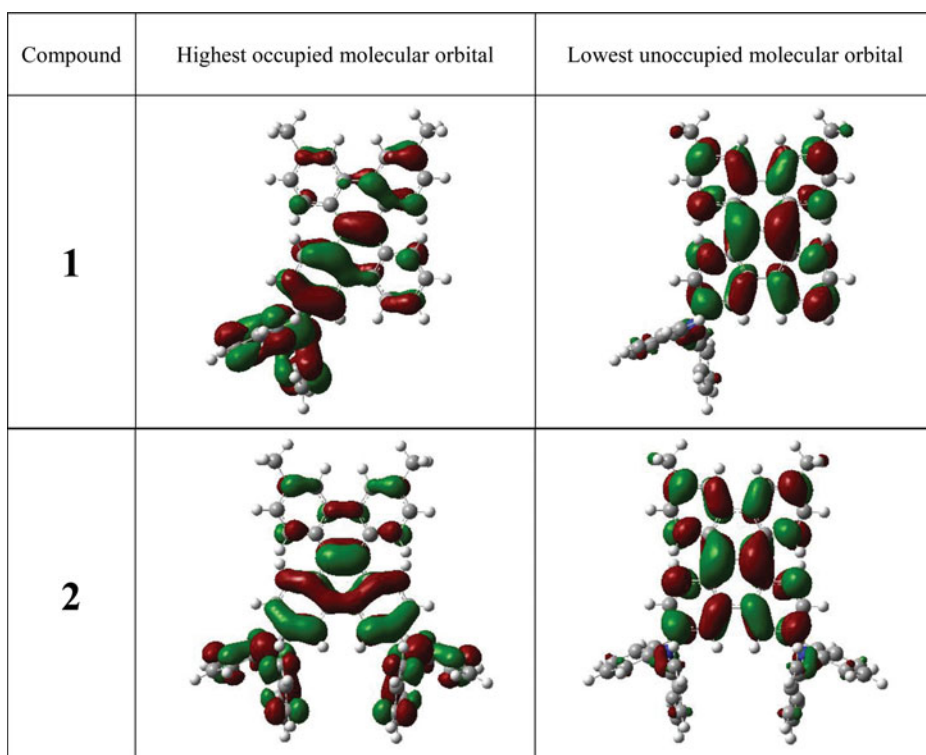 Compound
Highest occupied molecular orbital
Lowest unoccupied molecular orbital
1
2